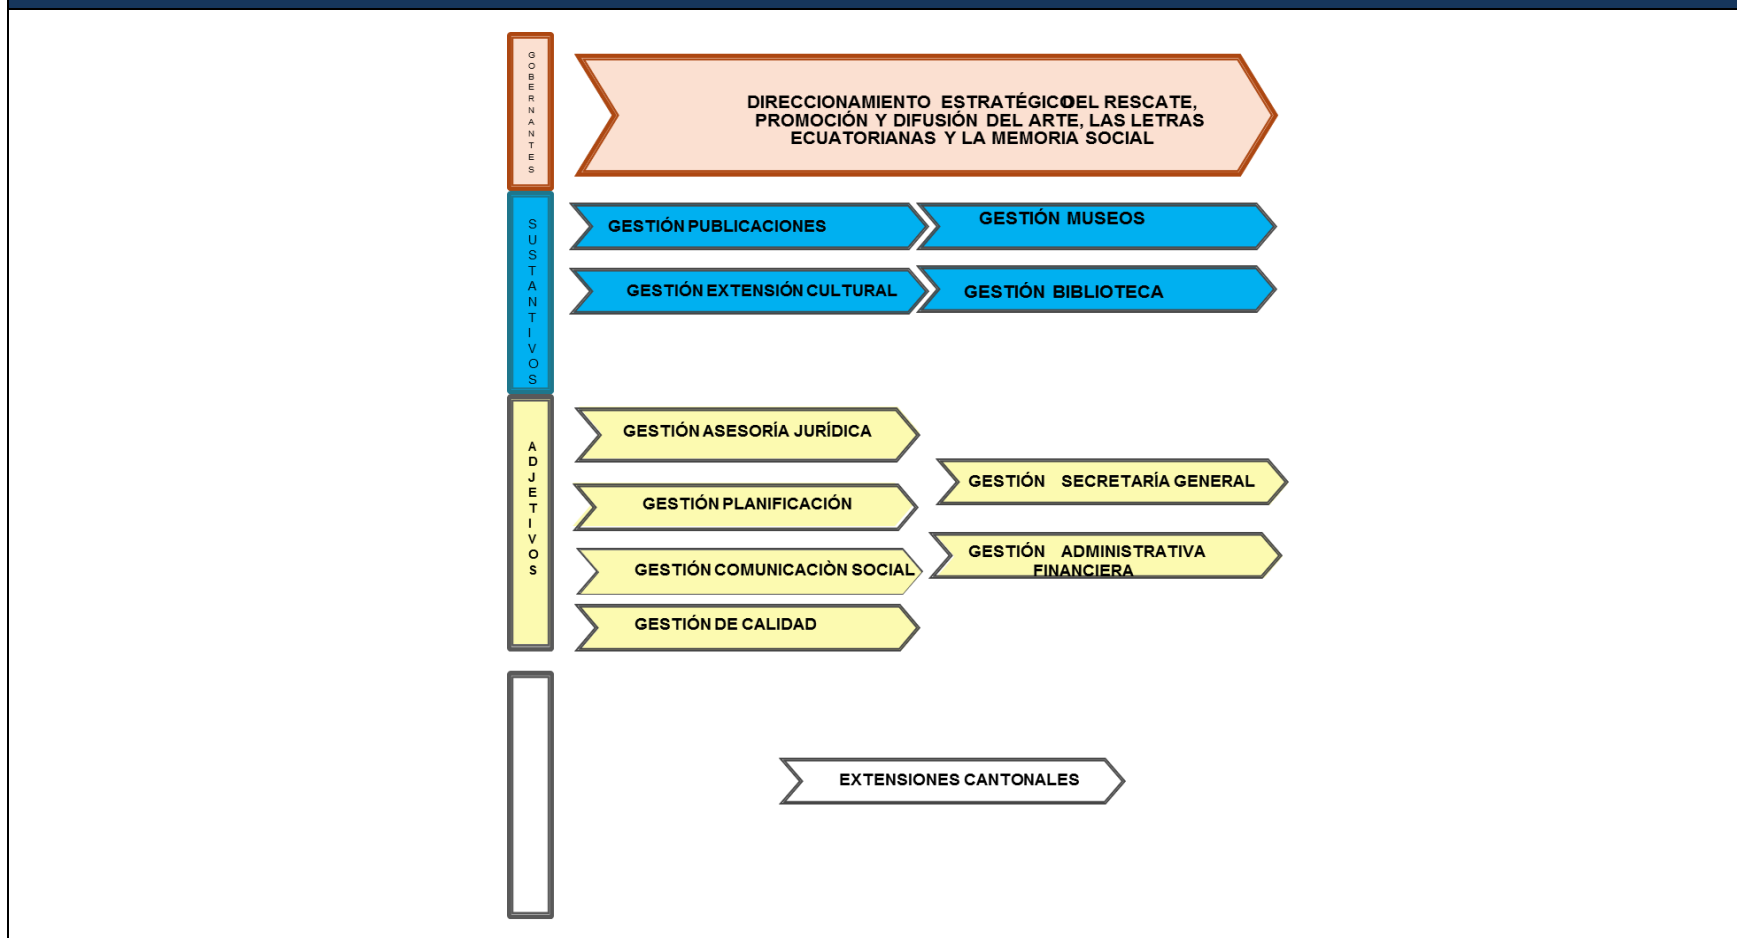 GOBERNANTES
DIRECCIONAMIENTO ESTRATÉGICO DEL RESCATE,
PROMOCIÓN Y DIFUSIÓN DEL ARTE, LAS LETRAS
ECUATORIANAS Y LA MEMORIA SOCIAL
SUSTANTIVOS
GESTIÓN PUBLICACIONES
GESTIÓN MUSEOS
GESTIÓN EXTENSIÓN CULTURAL
GESTIÓN BIBLIOTECA
ADJETIVOS
GESTIÓN ASESORÍA JURÍDICA
GESTIÓN SECRETARÍA GENERAL
GESTIÓN PLANIFICACIÓN
GESTIÓN ADMINISTRATIVA
FINANCIERA
GESTIÓN COMUNICACIÒN SOCIAL
GESTIÓN DE CALIDAD
EXTENSIONES CANTONALES